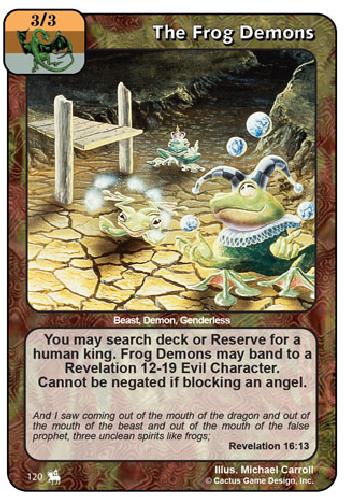 3/3
The Frog Demons
Beast, Demon, Genderless
You may search deck or Reserve for a
human king. Frog Demons may band to a
Revelation 12-19 Evil Character.
Cannot be negated if blocking an angel.
And I saw coming out of the mouth of the dragon and out of
the mouth of the beast and out of the mouth of the false
prophet, three unclean spirits like frogs;
Revelation 16:13
120
Illus. Michael Carroll
© Cactus Game Design, Inc.